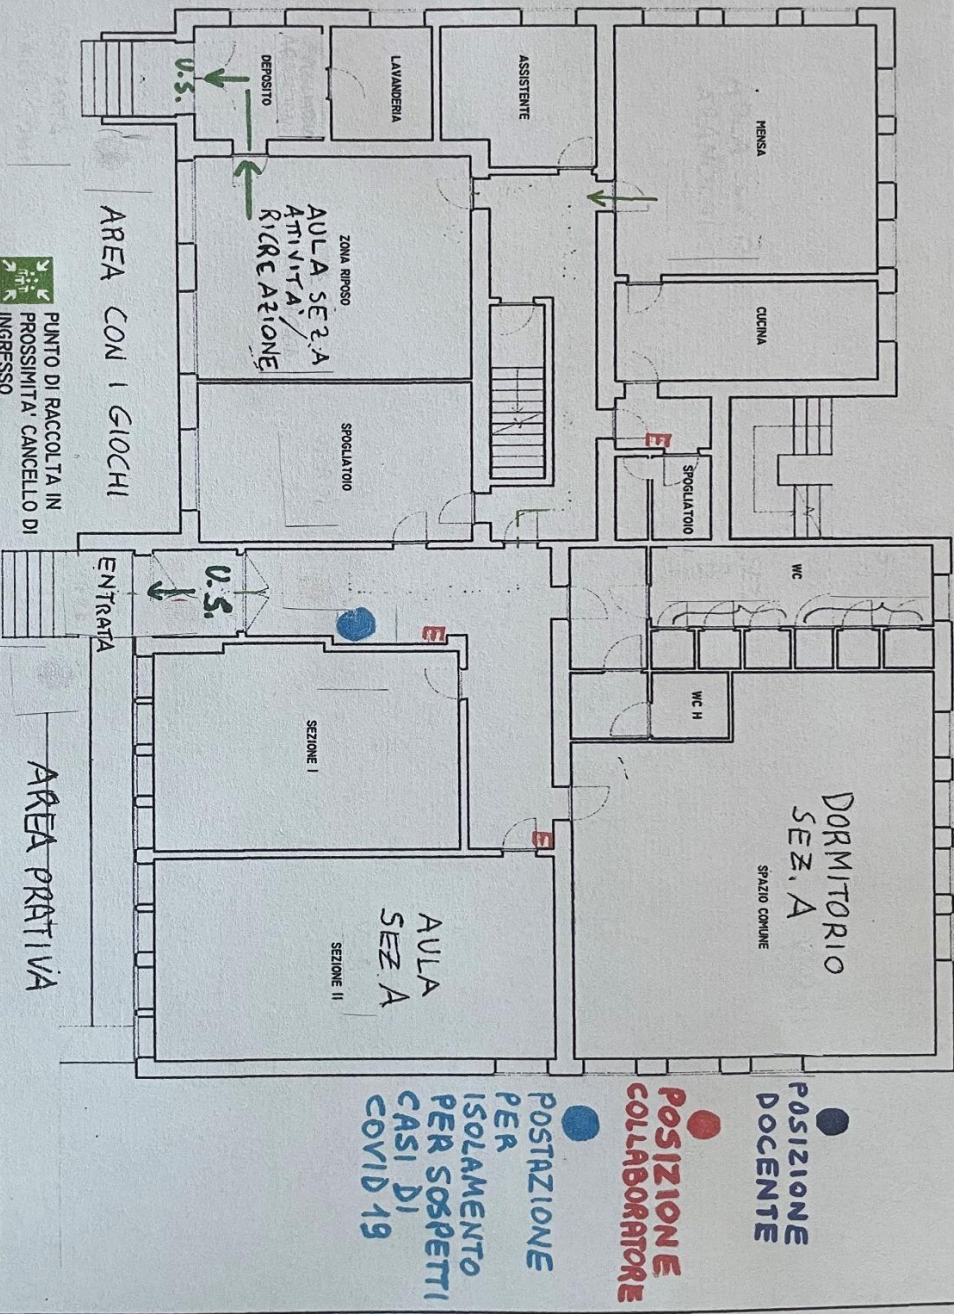 MENSA
ASSISTENTE
LAVANDERIA
DEPOSITO
U.S.
CUCINA
ZONA RIPOSO
AULA SEZ.A
ATTIVITÀ/
RICREAZIONE
AREA CON I GIOCHI
PUNTO DI RACCOLTA IN
PROSSIMITA' CANCELLO DI
INGRESSO
E
SPOGLIATOIO
SPOGLIATOIO
WC
U.S.
ENTRATA
E
WC H
SEZIONE I
E
DORMITORIO
SEZ. A
SPAZIO COMUNE
AULA
SEZ. A
SEZIONE II
AREA PRATIVA
POSIZIONE
DOCENTE
POSIZIONE
COLLABORATORE
POSTAZIONE
PER
ISOLAMENTO
PER SOSPETTI
CASI DI
COVID 19